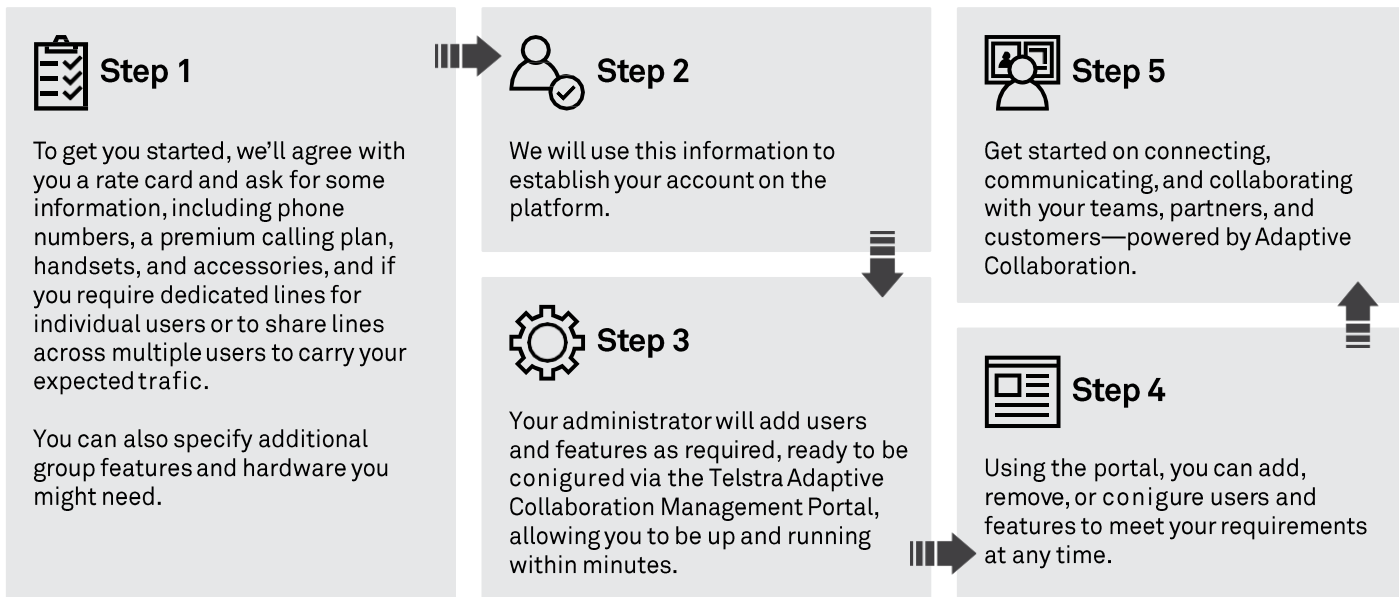 Step 1
To get you started, we'll agree with
you a rate card and ask for some
information, including phone
numbers, a premium calling plan,
handsets, and accessories, and if
you require dedicated lines for
individual users or to share lines
across multiple users to carry your
expected trafic.
You can also specify additional
group features and hardware you
might need.
Step 2
We will use this information to
establish your account on the
platform.
Step 3
Your administrator will add users
and features as required, ready to be
conigured via the Telstra Adaptive
Collaboration Management Portal,
allowing you to be up and running
within minutes.
Step 4
Using the portal, you can add,
remove, or conigure users and
features to meet your requirements
at any time.
Step 5
Get started on connecting,
communicating, and collaborating
with your teams, partners, and
customers—powered by Adaptive
Collaboration.